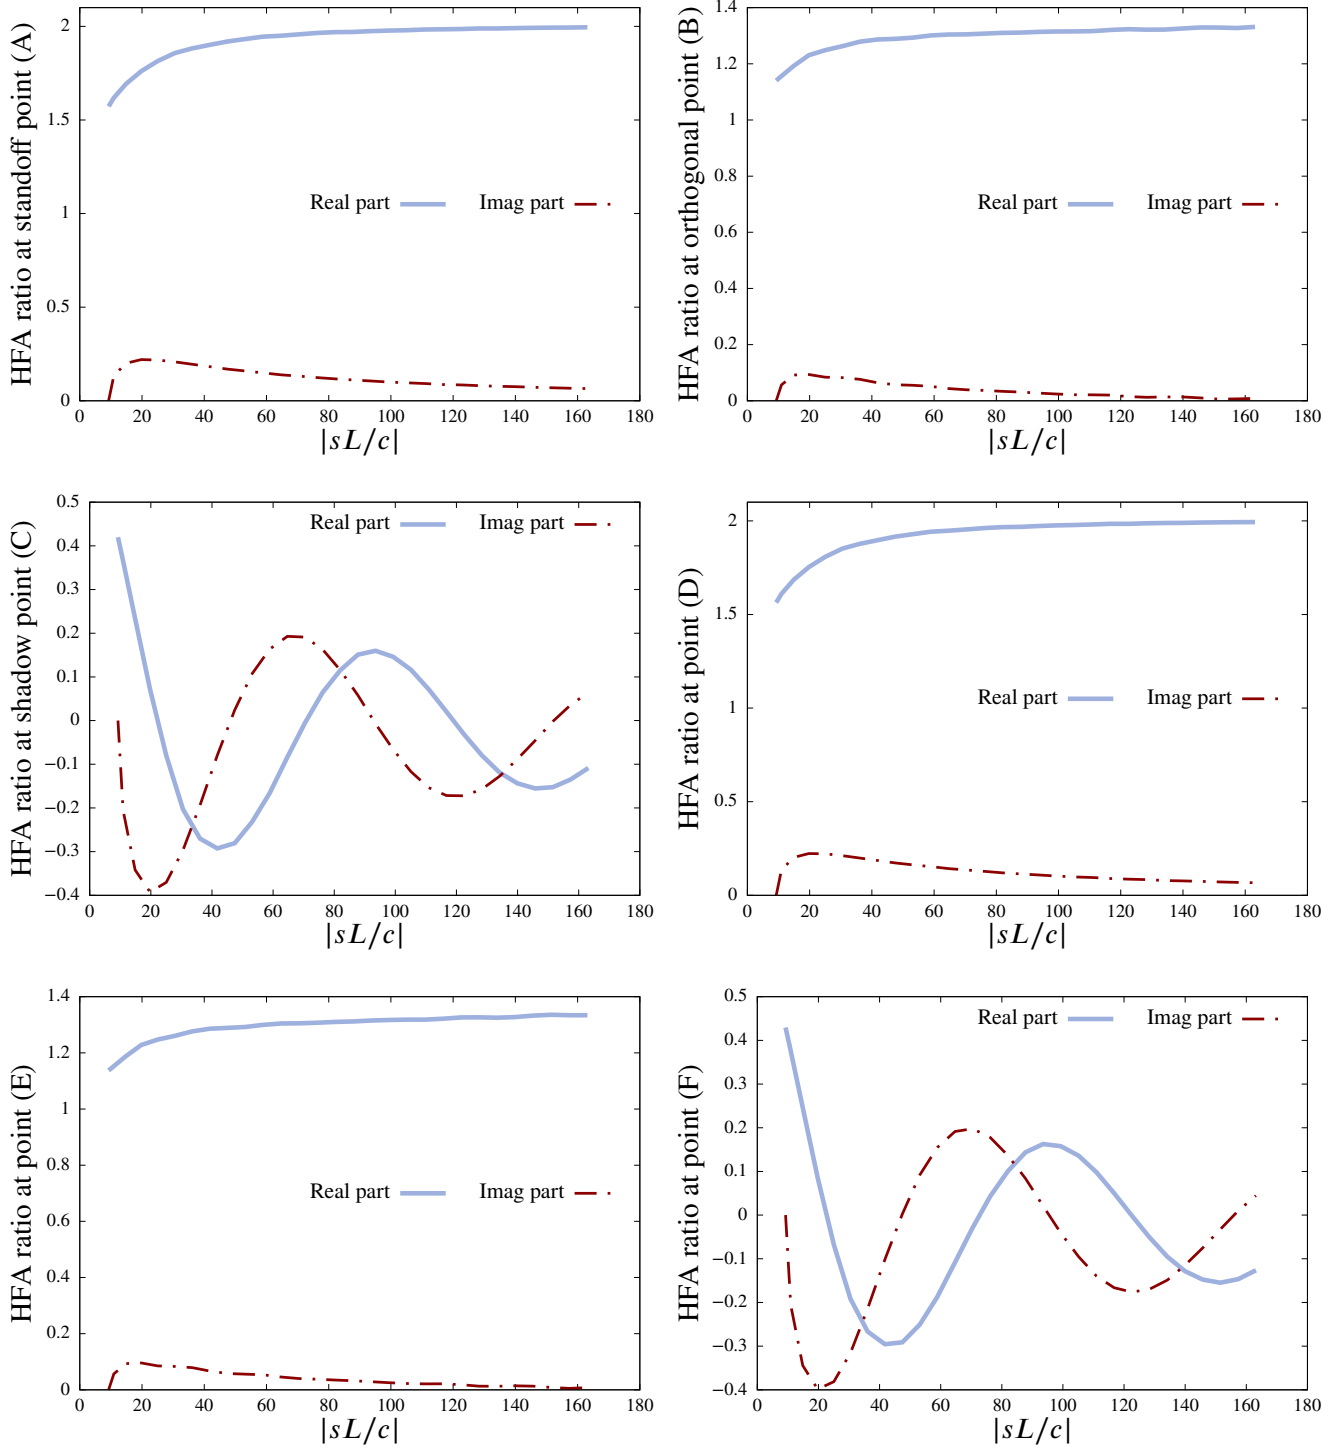 HFA ratio at standoff point (A)
2
1.5
1
0.5
0
Real part Imag part
0 20 40 60 80 100 120 140 160 180
|sL/c|
HFA ratio at orthogonal point (B)
1.4
1.2
1
0.8
0.6
0.4
0.2
0
Real part Imag part
0 20 40 60 80 100 120 140 160 180
|sL/c|
HFA ratio at shadow point (C)
0.5
0.4
0.3
0.2
0.1
0
−0.1
−0.2
−0.3
−0.4
Real part Imag part
0 20 40 60 80 100 120 140 160 180
|sL/c|
HFA ratio at point (D)
2
1.5
1
0.5
0
Real part Imag part
0 20 40 60 80 100 120 140 160 180
|sL/c|
HFA ratio at point (E)
1.4
1.2
1
0.8
0.6
0.4
0.2
0
Real part Imag part
0 20 40 60 80 100 120 140 160 180
|sL/c|
HFA ratio at point (F)
0.5
0.4
0.3
0.2
0.1
0
−0.1
−0.2
−0.3
−0.4
Real part Imag part
0 20 40 60 80 100 120 140 160 180
|sL/c|